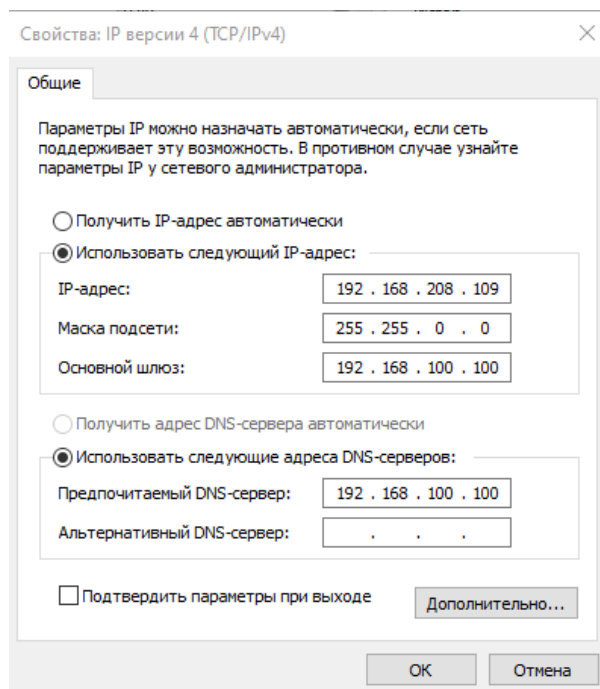 Свойства: IP версии 4 (TCP/IPv4)
Общие
Параметры IP можно назначать автоматически, если сеть
поддерживает эту возможность. В противном случае узнайте
параметры IP у сетевого администратора.
Получить IP-адрес автоматически
Использовать следующий IP-адрес:
IP-адрес: 192 . 168 . 208 . 109
Маска подсети: 255 . 255 . 0 . 0
Основной шлюз: 192 . 168 . 100 . 100
Получить адрес DNS-сервера автоматически
Использовать следующие адреса DNS-серверов:
Предпочитаемый DNS-сервер: 192 . 168 . 100 . 100
Альтернативный DNS-сервер: . . .
Подтвердить параметры при выходе Дополнительно...
ОК Отмена